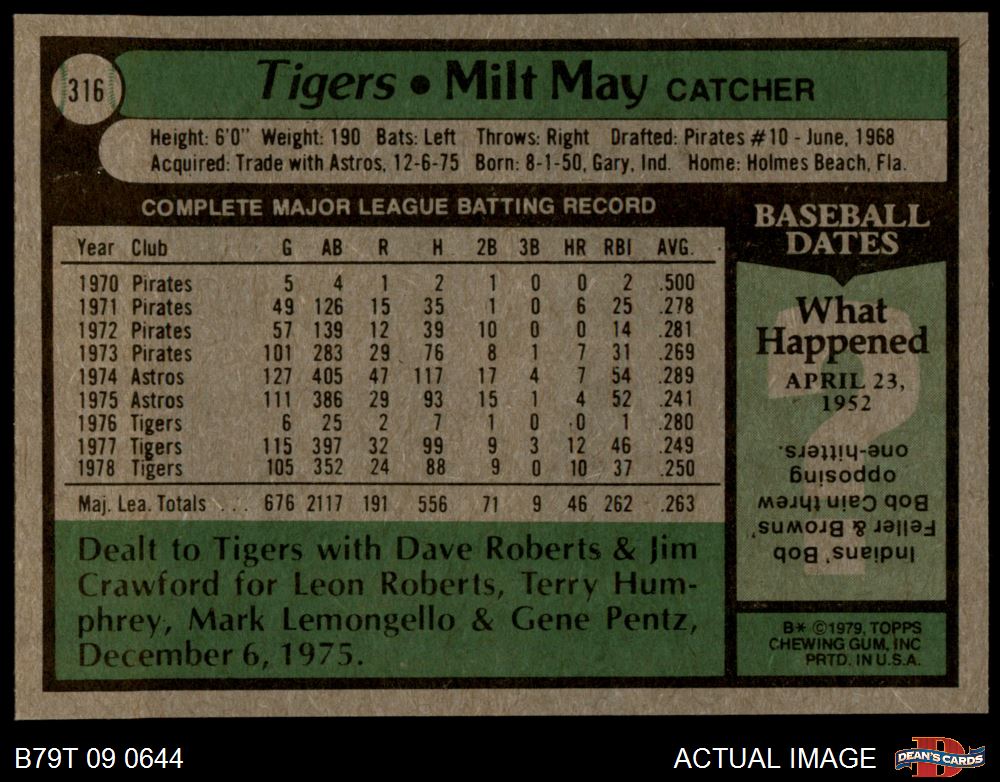 316
Tigers • Milt May CATCHER
Height: 6'0" Weight: 190 Bats: Left Throws: Right Drafted: Pirates #10 - June, 1968
Acquired: Trade with Astros, 12-6-75 Born: 8-1-50, Gary, Ind. Home: Holmes Beach, Fla.
COMPLETE MAJOR LEAGUE BATTING RECORD
Year Club G AB R H 2B 3B HR RBI AVG.
1970 Pirates 5 4 1 2 1 0 0 2 .500
1971 Pirates 49 126 15 35 1 0 6 25 .278
1972 Pirates 57 139 12 39 10 0 0 14 .281
1973 Pirates 101 283 29 76 8 1 7 31 .269
1974 Astros 127 405 47 117 17 4 7 54 .289
1975 Astros 111 386 29 93 15 1 4 52 .241
1976 Tigers 6 25 2 7 1 0 0 1 .280
1977 Tigers 115 397 32 99 9 3 12 46 .249
1978 Tigers 105 352 24 88 9 0 10 37 .250
Maj. Lea. Totals . . . 676 2117 191 556 71 9 46 262 .263
Dealt to Tigers with Dave Roberts & Jim
Crawford for Leon Roberts, Terry Hum-
phrey, Mark Lemongello & Gene Pentz,
December 6, 1975.
BASEBALL
DATES
What
Happened
APRIL 23,
1952
Indians' Bob
Feller & Browns'
Bob Cain threw
opposing
one-hitters.
B* ©1979, TOPPS
CHEWING GUM, INC
PRTD. IN U.S.A.
B79T 09 0644
ACTUAL IMAGE
D
DEAN'S CARDS